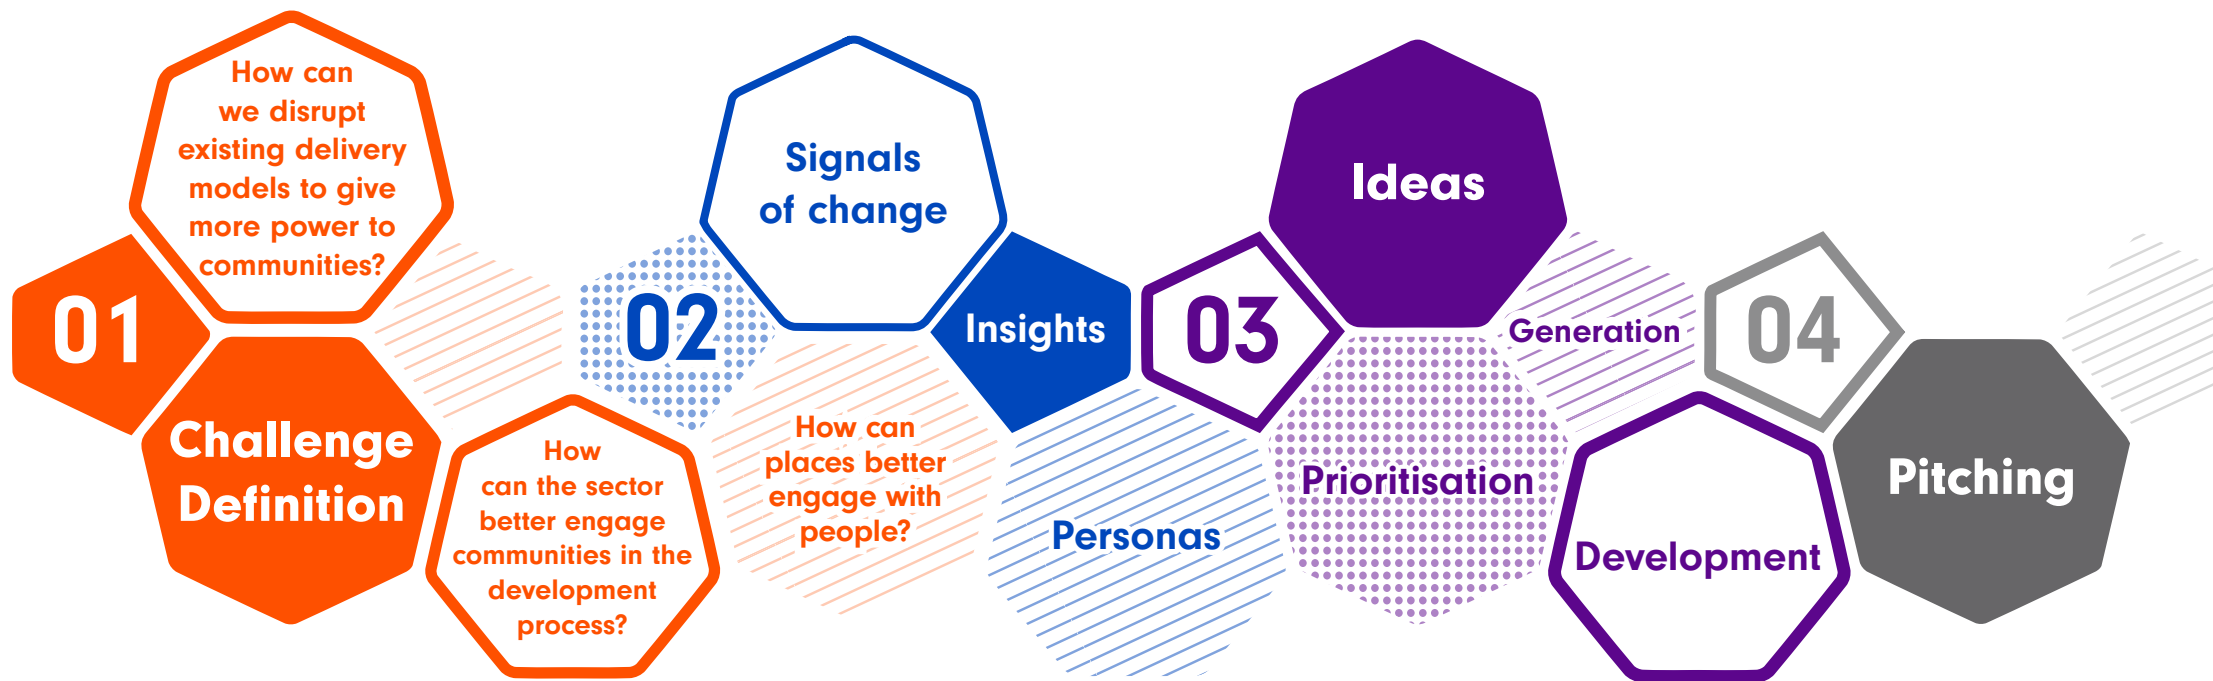 01
How can
we disrupt
existing delivery
models to give
more power to
communities?
Challenge
Definition
How
can the sector
better engage
communities in the
development
process?
How can
places better
engage with
people?
02
Signals
of change
Insights
Personas
03
Ideas
Generation
Prioritisation
Development
04
Pitching